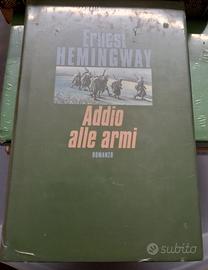 Ernest
HEMINGWAY
Addio
alle armi
ROMANZO
subito